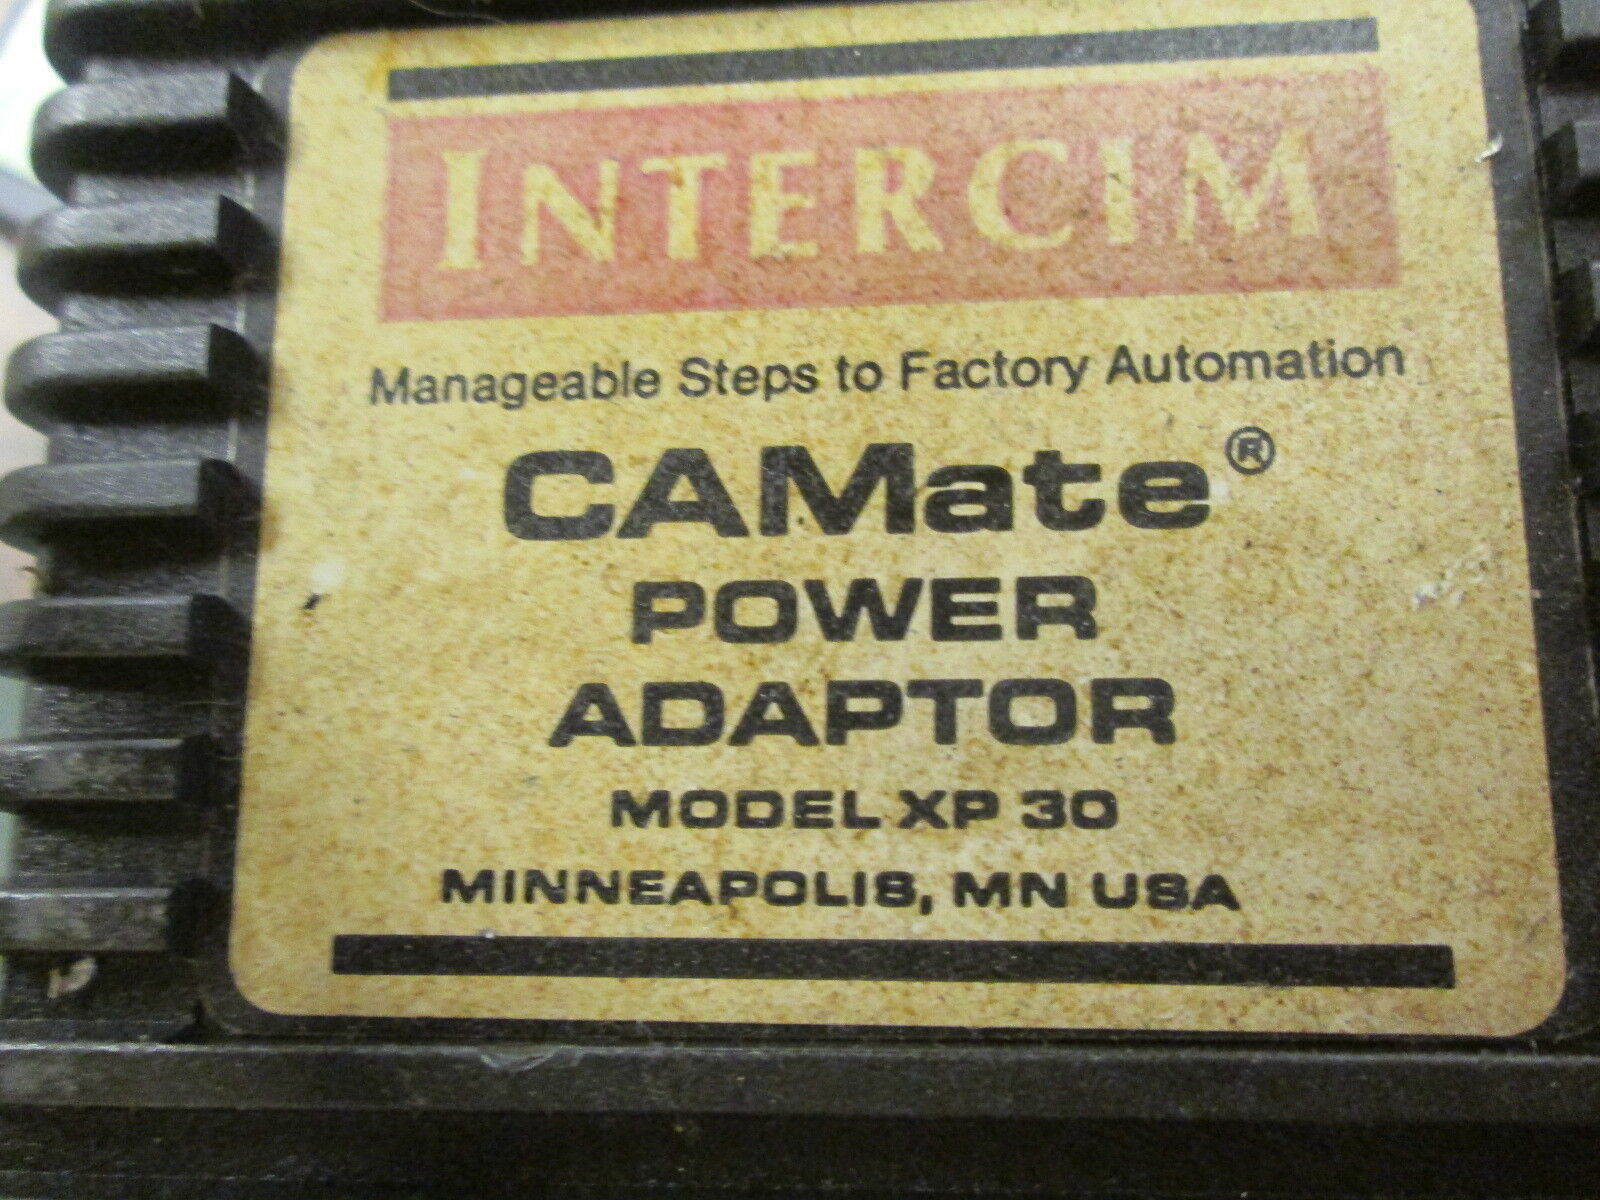 INTERCIM
Manageable Steps to Factory Automation
CAMate®
POWER
ADAPTOR
MODEL XP 30
MINNEAPOLIS, MN USA